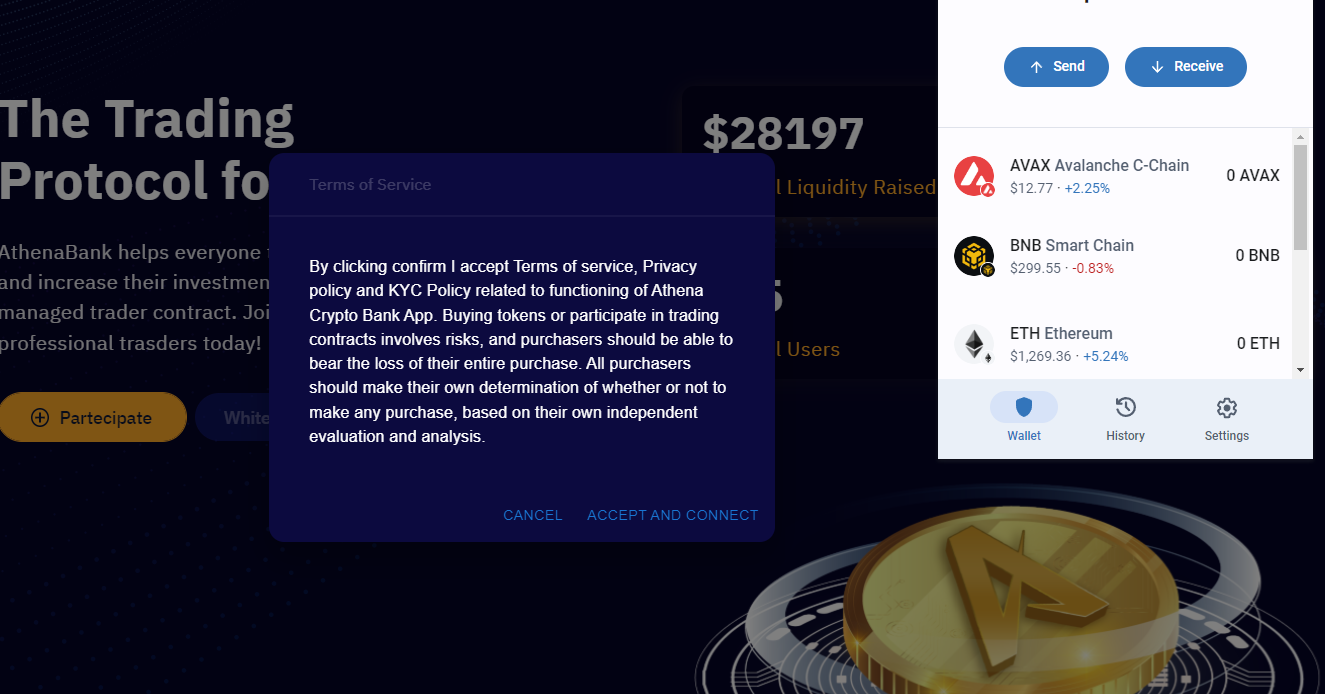 The Trading
Protocol fo
AthenaBank helps everyone
and increase their investmen
managed trader contract. Joi
professional trasders today!
Partecipate
White
$28197
l Liquidity Raised
5
l Users
Terms of Service
By clicking confirm I accept Terms of service, Privacy
policy and KYC Policy related to functioning of Athena
Crypto Bank App. Buying tokens or participate in trading
contracts involves risks, and purchasers should be able to
bear the loss of their entire purchase. All purchasers
should make their own determination of whether or not to
make any purchase, based on their own independent
evaluation and analysis.
CANCEL ACCEPT AND CONNECT
Send Receive
AVAX Avalanche C-Chain 0 AVAX
$12.77 · +2.25%
BNB Smart Chain 0 BNB
$299.55 · -0.83%
ETH Ethereum 0 ETH
$1,269.36 · +5.24%
Wallet History Settings